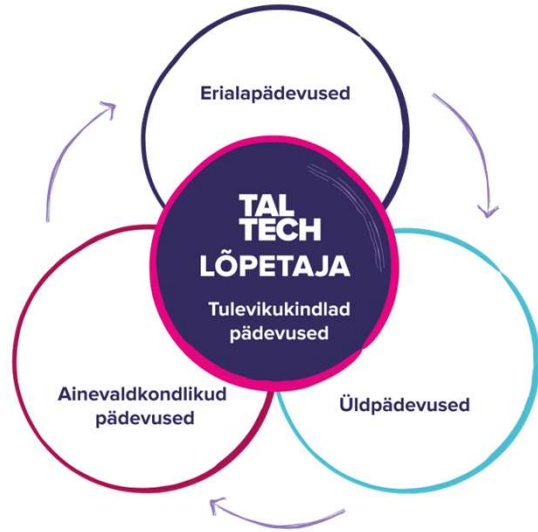 Erialapädevused
TAL
TECH
LÕPETAJA
Tulevikukindlad
pädevused
Ainevaldkondlikud
pädevused
Üldpädevused